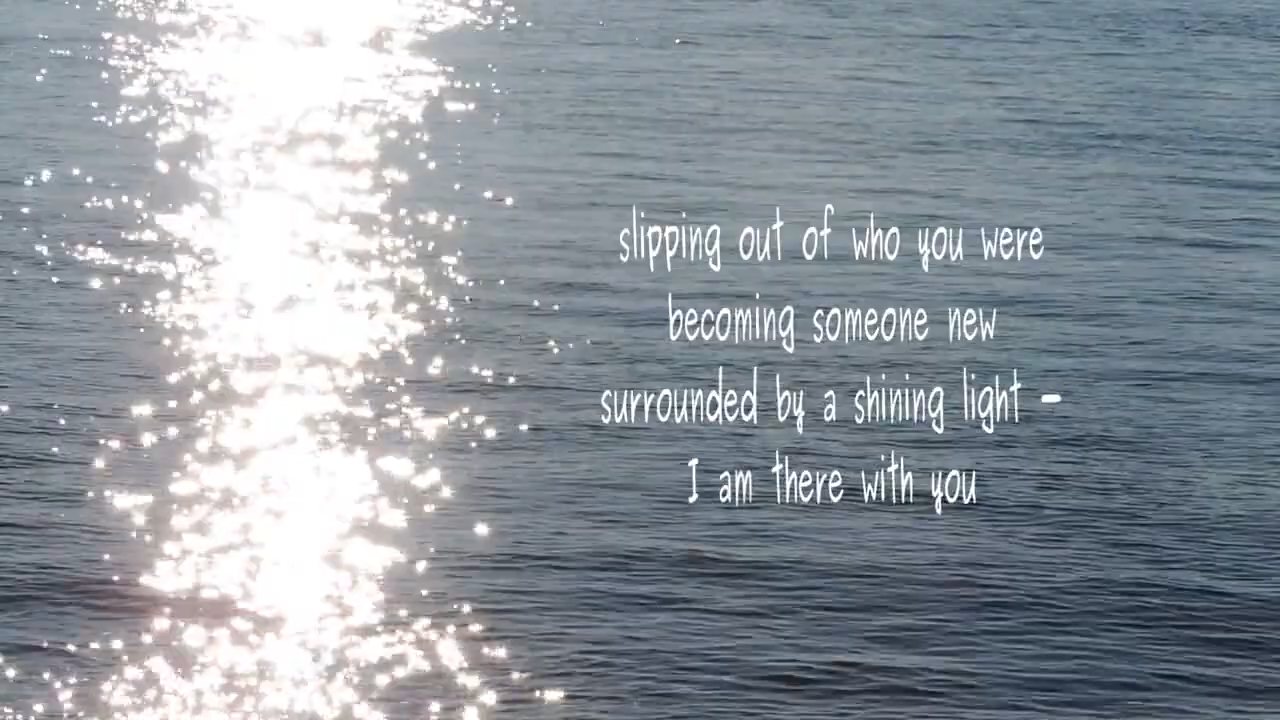 slipping out of who you were
becoming someone new
surrounded by a shining light -
I am there with you